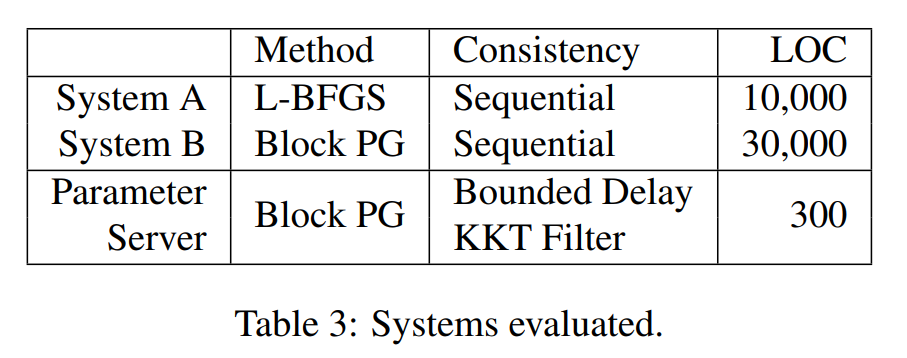 Method Consistency LOC
System A L-BFGS Sequential 10,000
System B Block PG Sequential 30,000
Parameter Server Block PG Bounded Delay KKT Filter 300
Table 3: Systems evaluated.